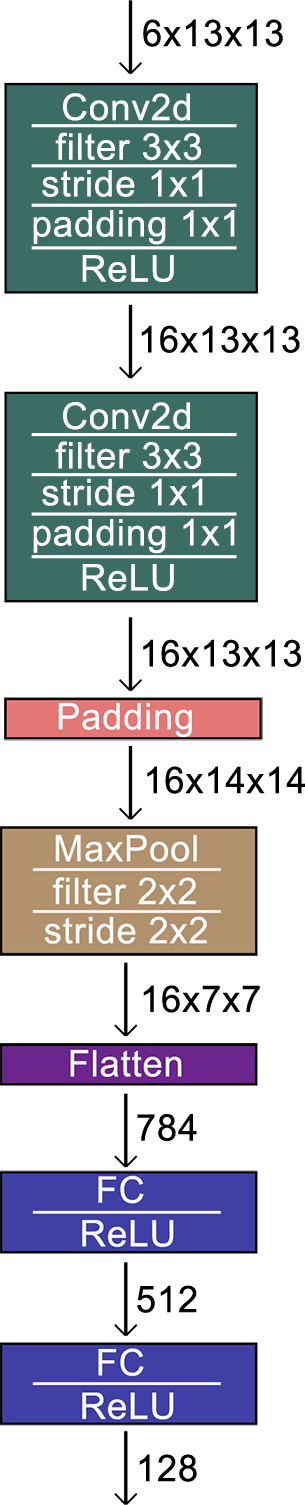 6x13x13
Conv2d
filter 3x3
stride 1x1
padding 1x1
ReLU
16x13x13
Conv2d
filter 3x3
stride 1x1
padding 1x1
ReLU
16x13x13
Padding
16x14x14
MaxPool
filter 2x2
stride 2x2
16x7x7
Flatten
784
FC
ReLU
512
FC
ReLU
128